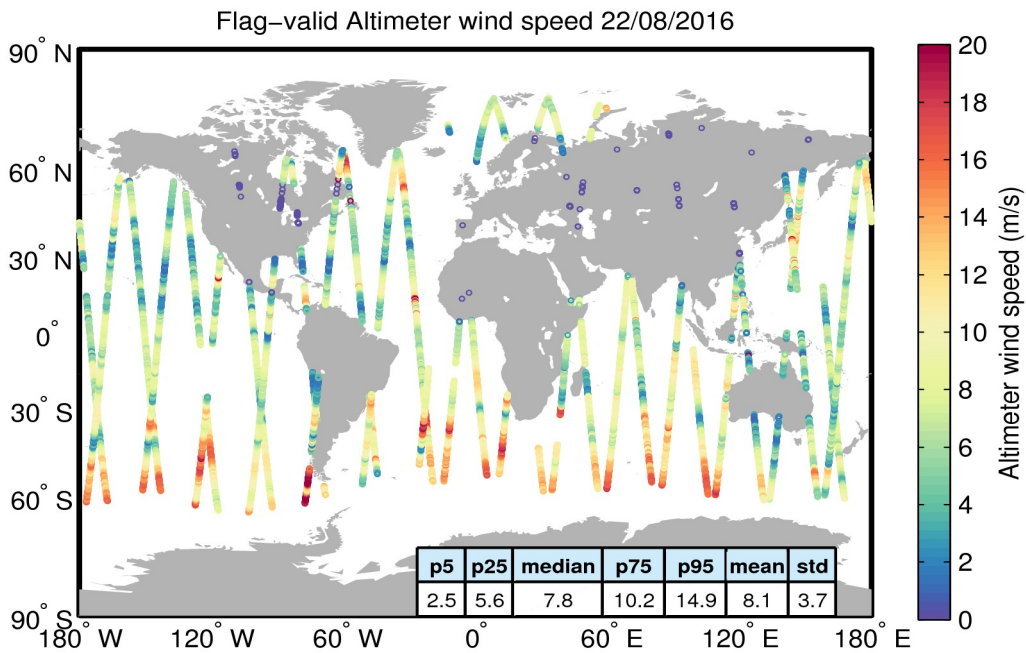 Flag−valid Altimeter wind speed 22/08/2016
90° N
60° N
30° N
0°
30° S
60° S
90° S
180° W
120° W
60° W
0°
60° E
120° E
180° E
p5 p25 median p75 p95 mean std
2.5 5.6 7.8 10.2 14.9 8.1 3.7
20
18
16
14
12
10
8
6
4
2
0
Altimeter wind speed (m/s)